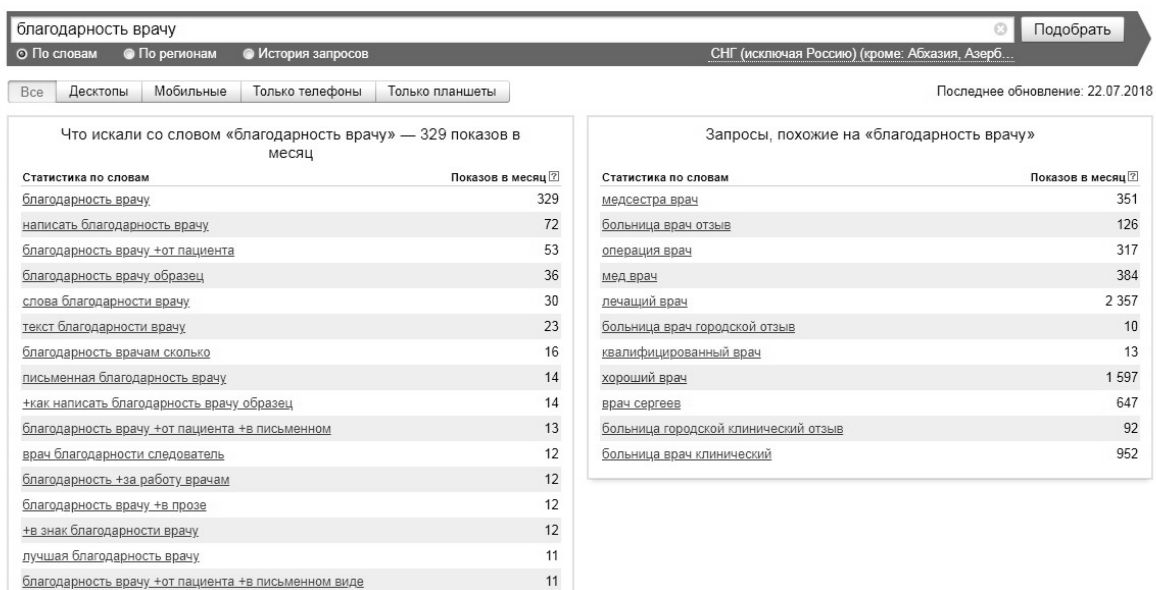 благодарность врачу
Подобрать
По словам По регионам История запросов СНГ (исключая Россию) (кроме: Абхазия, Азерб...
Все Десктопы Мобильные Только телефоны Только планшеты Последнее обновление: 22.07.2018
Что искали со словом «благодарность врачу» — 329 показов в
месяц
Статистика по словам Показов в месяц ?
благодарность врачу 329
написать благодарность врачу 72
благодарность врачу +от пациента 53
благодарность врачу образец 36
слова благодарности врачу 30
текст благодарности врачу 23
благодарность врачам сколько 16
письменная благодарность врачу 14
+как написать благодарность врачу образец 14
благодарность врачу +от пациента +в письменном 13
врач благодарности следователь 12
благодарность +за работу врачам 12
благодарность врачу +в прозе 12
+в знак благодарности врачу 12
лучшая благодарность врачу 11
благодарность врачу +от пациента +в письменном виде 11
Запросы, похожие на «благодарность врачу»
Статистика по словам Показов в месяц ?
медсестра врач 351
больница врач отзыв 126
операция врач 317
мед врач 384
лечащий врач 2 357
больница врач городской отзыв 10
квалифицированный врач 13
хороший врач 1 597
врач сергеев 647
больница городской клинический отзыв 92
больница врач клинический 952